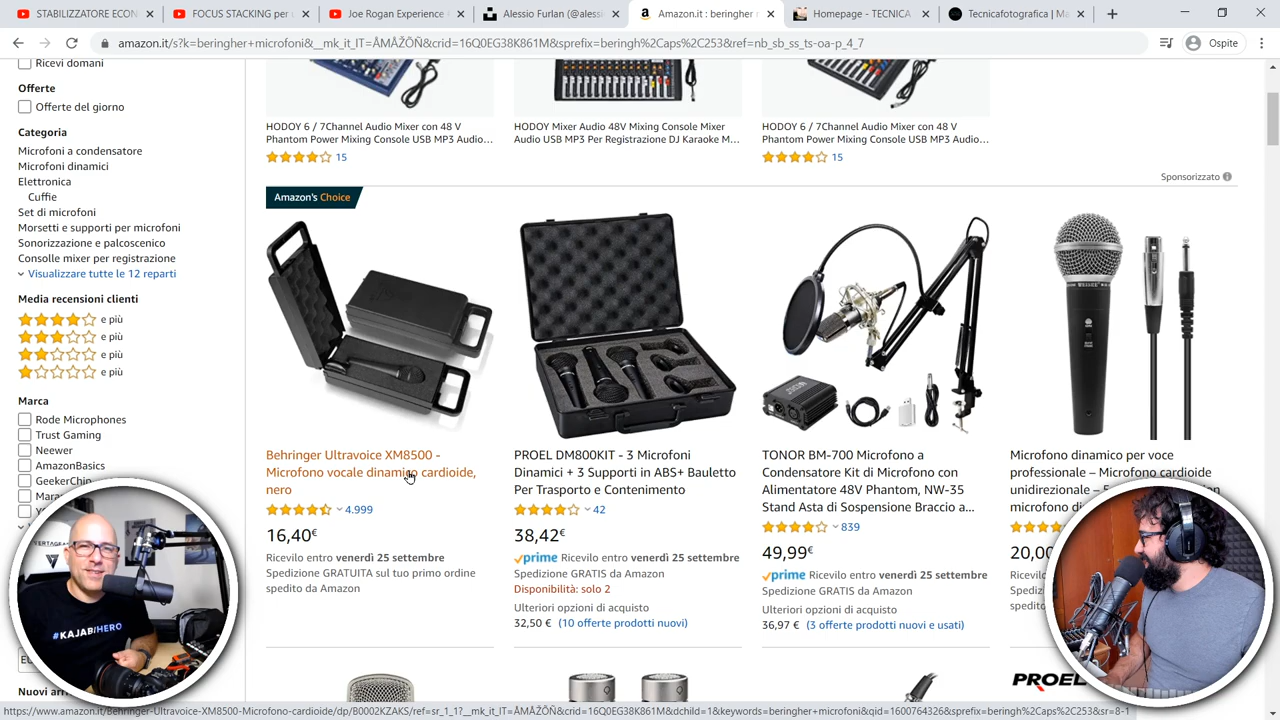 STABILIZZATORE ECON
FOCUS STACKING per u
Joe Rogan Experience
Alessio Furlan (@alessi
Amazon.it : beringher m
Homepage - TECNICA
Tecnicafotografica | Ma
amazon.it/s?k=beringher+microfoni&__mk_it_IT=ÅMÅŽÕÑ&crid=16Q0EG38K861M&sprefix=beringh%2Caps%2C253&ref=nb_sb_ss_ts-oa-p_4_7
Ospite
Ricevi domani
Offerte
Offerte del giorno
Categoria
Microfoni a condensatore
Microfoni dinamici
Elettronica
Cuffie
Set di microfoni
Morsetti e supporti per microfoni
Sonorizzazione e palcoscenico
Consolle mixer per registrazione
Visualizzare tutte le 12 reparti
Media recensioni clienti
e più
e più
e più
e più
Marca
Rode Microphones
Trust Gaming
Neewer
AmazonBasics
GeekerChip
Nuovi arri
HODOY 6 / 7Channel Audio Mixer con 48 V
Phantom Power Mixing Console USB MP3 Audio…
15
HODOY Mixer Audio 48V Mixing Console Mixer
Audio USB MP3 Per Registrazione DJ Karaoke M…
HODOY 6 / 7Channel Audio Mixer con 48 V
Phantom Power Mixing Console USB MP3 Audio…
15
Sponsorizzato
Amazon's Choice
Behringer Ultravoice XM8500 -
Microfono vocale dinamico cardioide,
nero
4.999
16,40€
Ricevilo entro venerdì 25 settembre
Spedizione GRATUITA sul tuo primo ordine
spedito da Amazon
PROEL DM800KIT - 3 Microfoni
Dinamici + 3 Supporti in ABS+ Bauletto
Per Trasporto e Contenimento
42
38,42€
prime Ricevilo entro venerdì 25 settembre
Spedizione GRATIS da Amazon
Disponibilità: solo 2
Ulteriori opzioni di acquisto
32,50 € (10 offerte prodotti nuovi)
TONOR BM-700 Microfono a
Condensatore Kit di Microfono con
Alimentatore 48V Phantom, NW-35
Stand Asta di Sospensione Braccio a…
839
49,99€
prime Ricevilo entro venerdì 25 settembre
Spedizione GRATIS da Amazon
Ulteriori opzioni di acquisto
36,97 € (3 offerte prodotti nuovi e usati)
Microfono dinamico per voce
professionale – Microfono cardioide
unidirezionale –
microfono di
20,00
Ricevilo
Spediz
PROEL
#KAJABIHERO
https://www.amazon.it/Behringer-Ultravoice-XM8500-Microfono-cardioide/dp/B0002KZAKS/ref=sr_1_1?__mk_it_IT=ÅMÅŽÕÑ&crid=16Q0EG38K861M&dchild=1&keywords=beringher+microfoni&qid=1600764326&sprefix=beringh%2Caps%2C253&sr=8-1